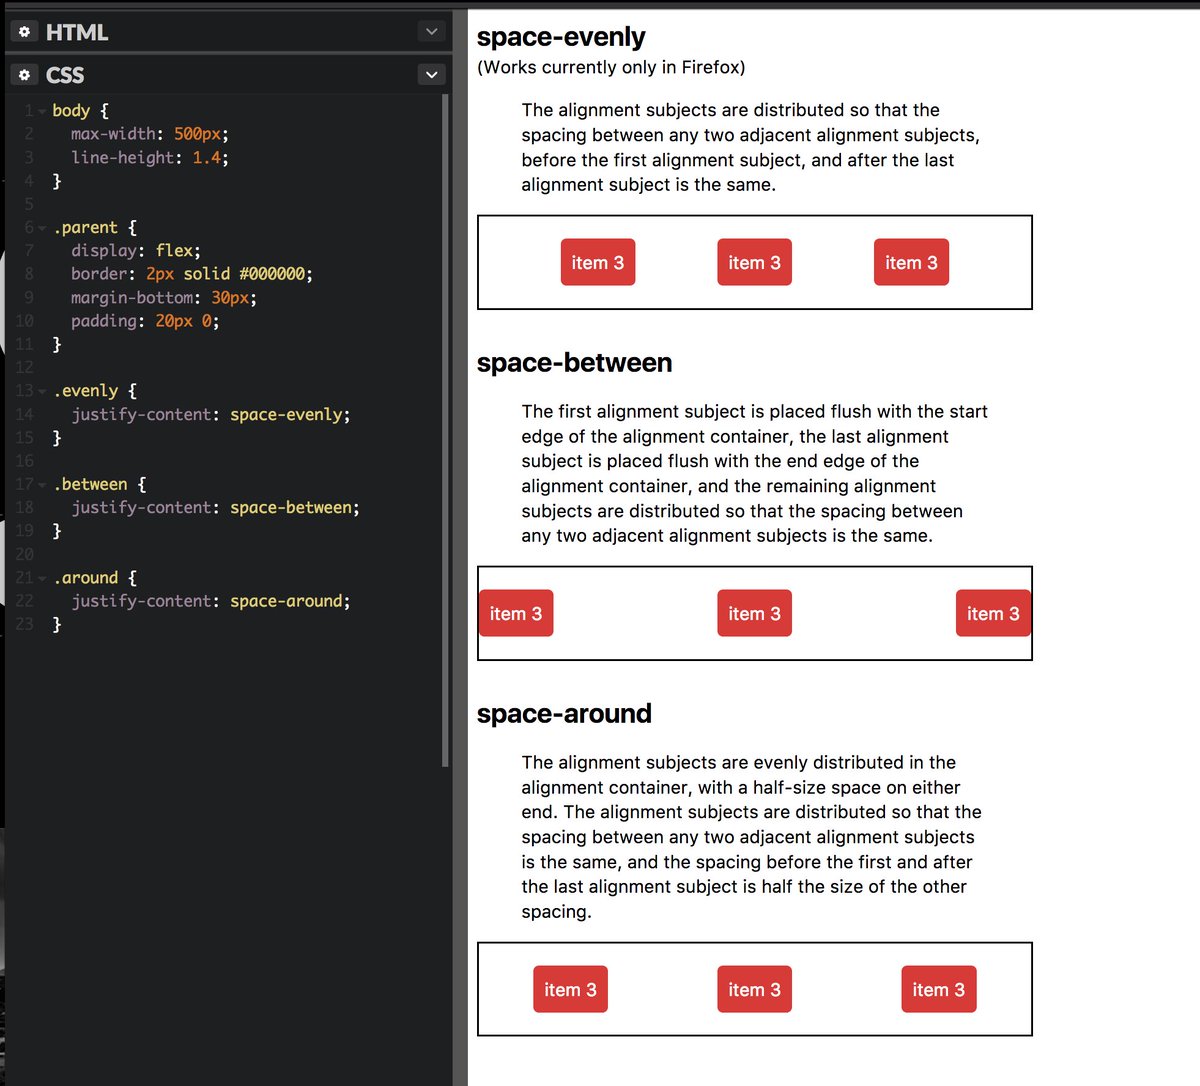 HTML
CSS
1 body {
2 max-width: 500px;
3 line-height: 1.4;
4 }
5
6 .parent {
7 display: flex;
8 border: 2px solid #000000;
9 margin-bottom: 30px;
10 padding: 20px 0;
11 }
12
13 .evenly {
14 justify-content: space-evenly;
15 }
16
17 .between {
18 justify-content: space-between;
19 }
20
21 .around {
22 justify-content: space-around;
23 }
space-evenly
(Works currently only in Firefox)
The alignment subjects are distributed so that the
spacing between any two adjacent alignment subjects,
before the first alignment subject, and after the last
alignment subject is the same.
item 3 item 3 item 3
space-between
The first alignment subject is placed flush with the start
edge of the alignment container, the last alignment
subject is placed flush with the end edge of the
alignment container, and the remaining alignment
subjects are distributed so that the spacing between
any two adjacent alignment subjects is the same.
item 3 item 3 item 3
space-around
The alignment subjects are evenly distributed in the
alignment container, with a half-size space on either
end. The alignment subjects are distributed so that the
spacing between any two adjacent alignment subjects
is the same, and the spacing before the first and after
the last alignment subject is half the size of the other
spacing.
item 3 item 3 item 3